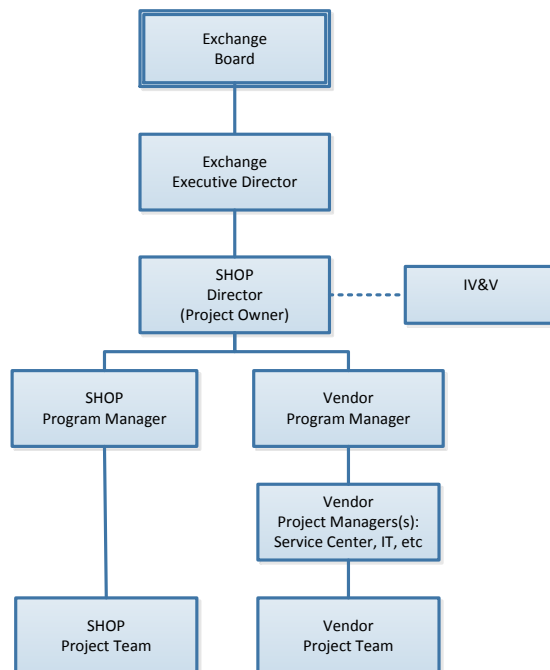 Exchange
Board
Exchange
Executive Director
SHOP
Director
(Project Owner)
IV&V
SHOP
Program Manager
Vendor
Program Manager
Vendor
Project Managers(s):
Service Center, IT, etc
SHOP
Project Team
Vendor
Project Team